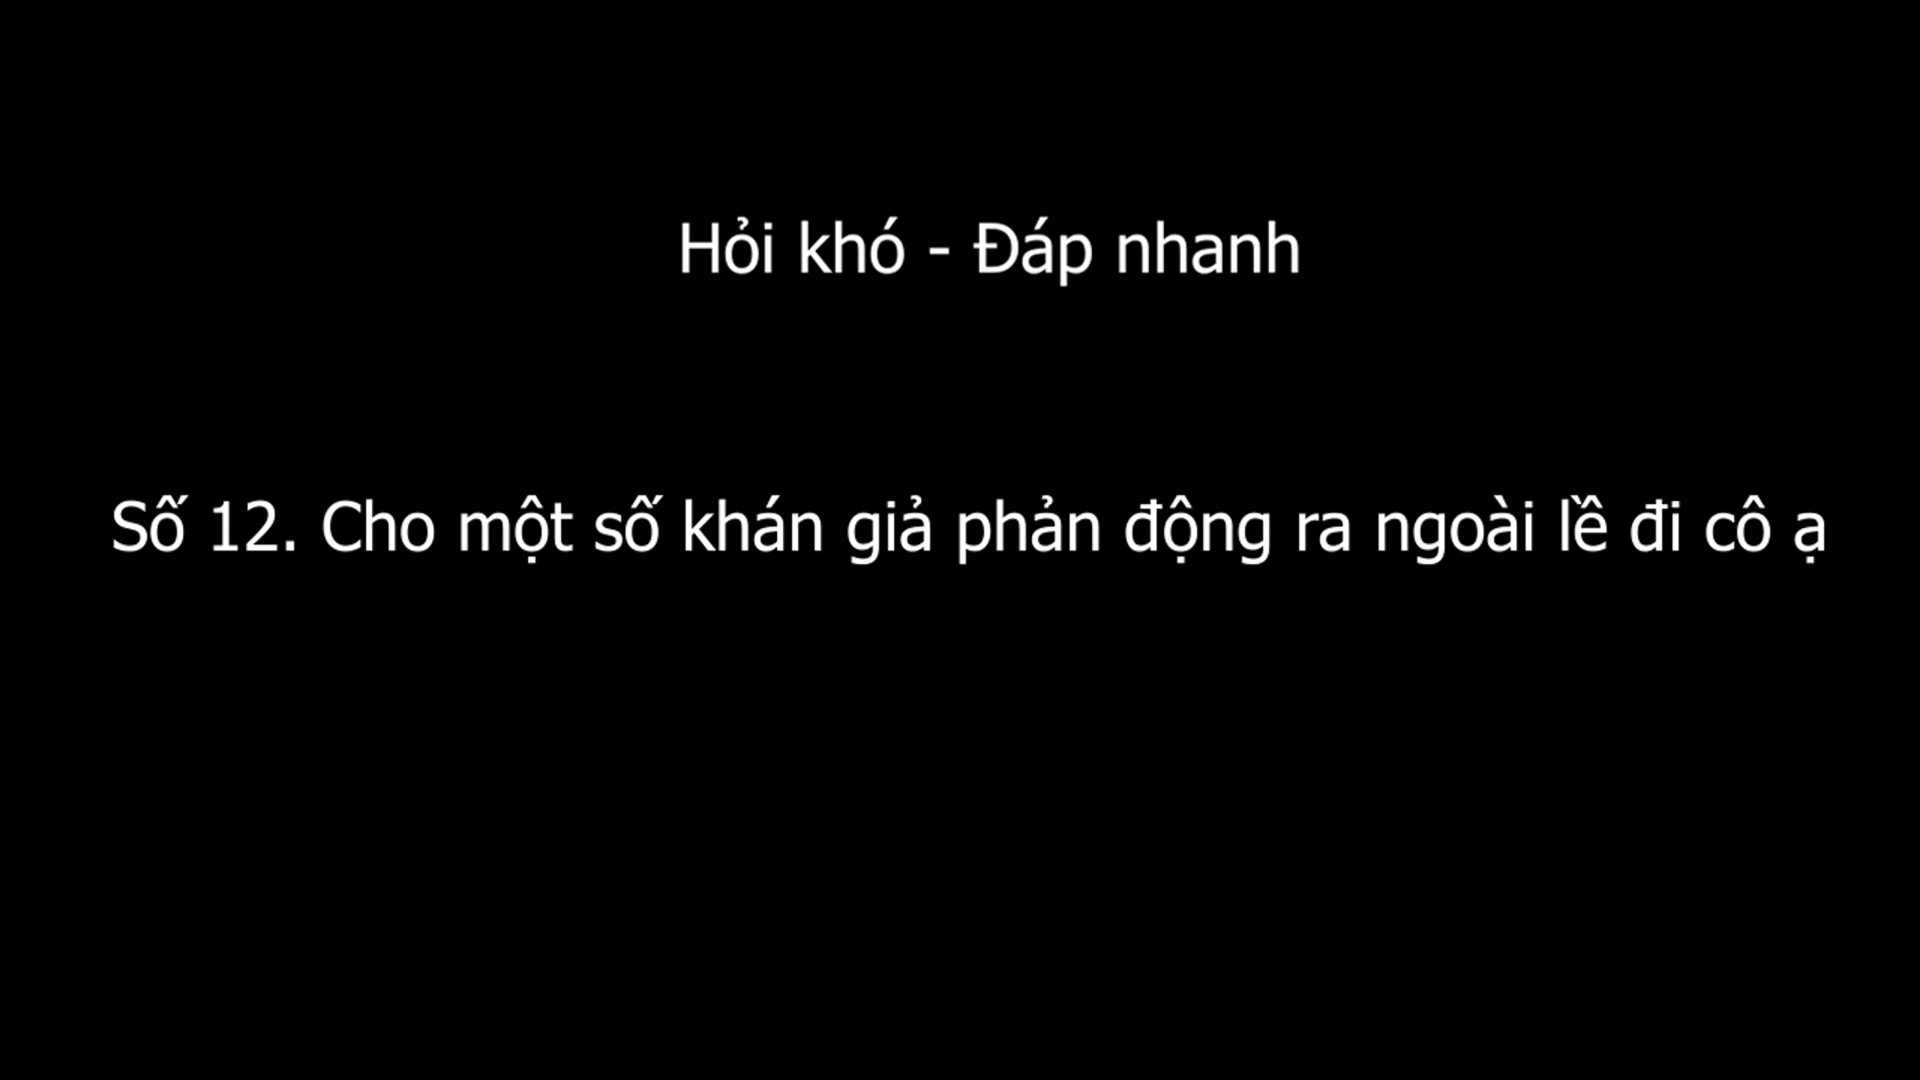 Hỏi khó - Đáp nhanh
Số 12. Cho một số khán giả phản động ra ngoài lề đi cô ạ